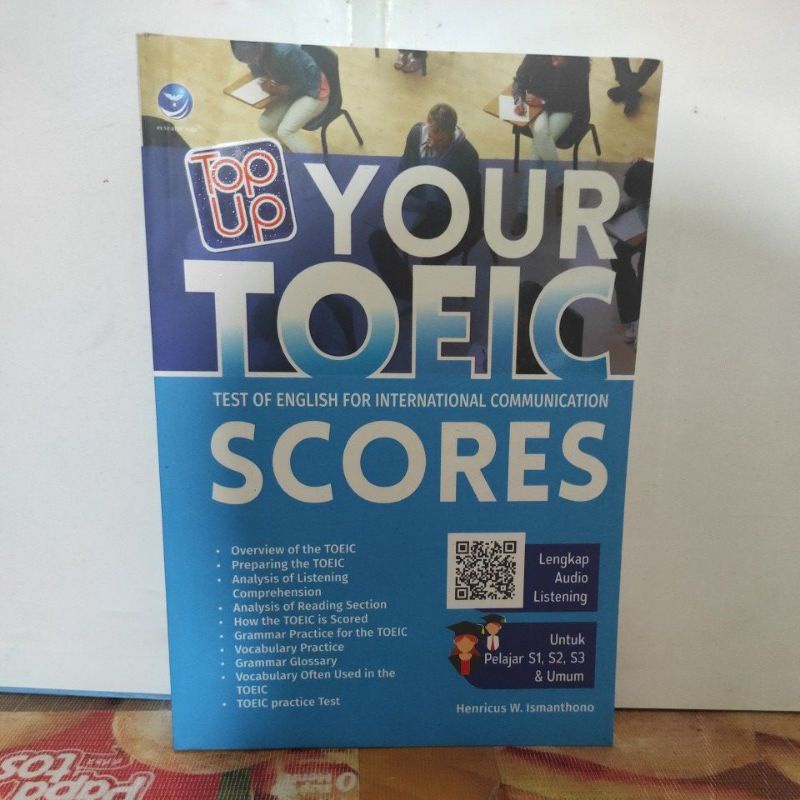 Top
Up
YOUR
TOEIC
TEST OF ENGLISH FOR INTERNATIONAL COMMUNICATION
SCORES
• Overview of the TOEIC
• Preparing the TOEIC
• Analysis of Listening
Comprehension
• Analysis of Reading Section
• How the TOEIC is Scored
• Grammar Practice for the TOEIC
• Vocabulary Practice
• Grammar Glossary
• Vocabulary Often Used in the
TOEIC
• TOEIC practice Test
Lengkap
Audio
Listening
Untuk
Pelajar S1, S2, S3
& Umum
Henricus W. Ismanthono